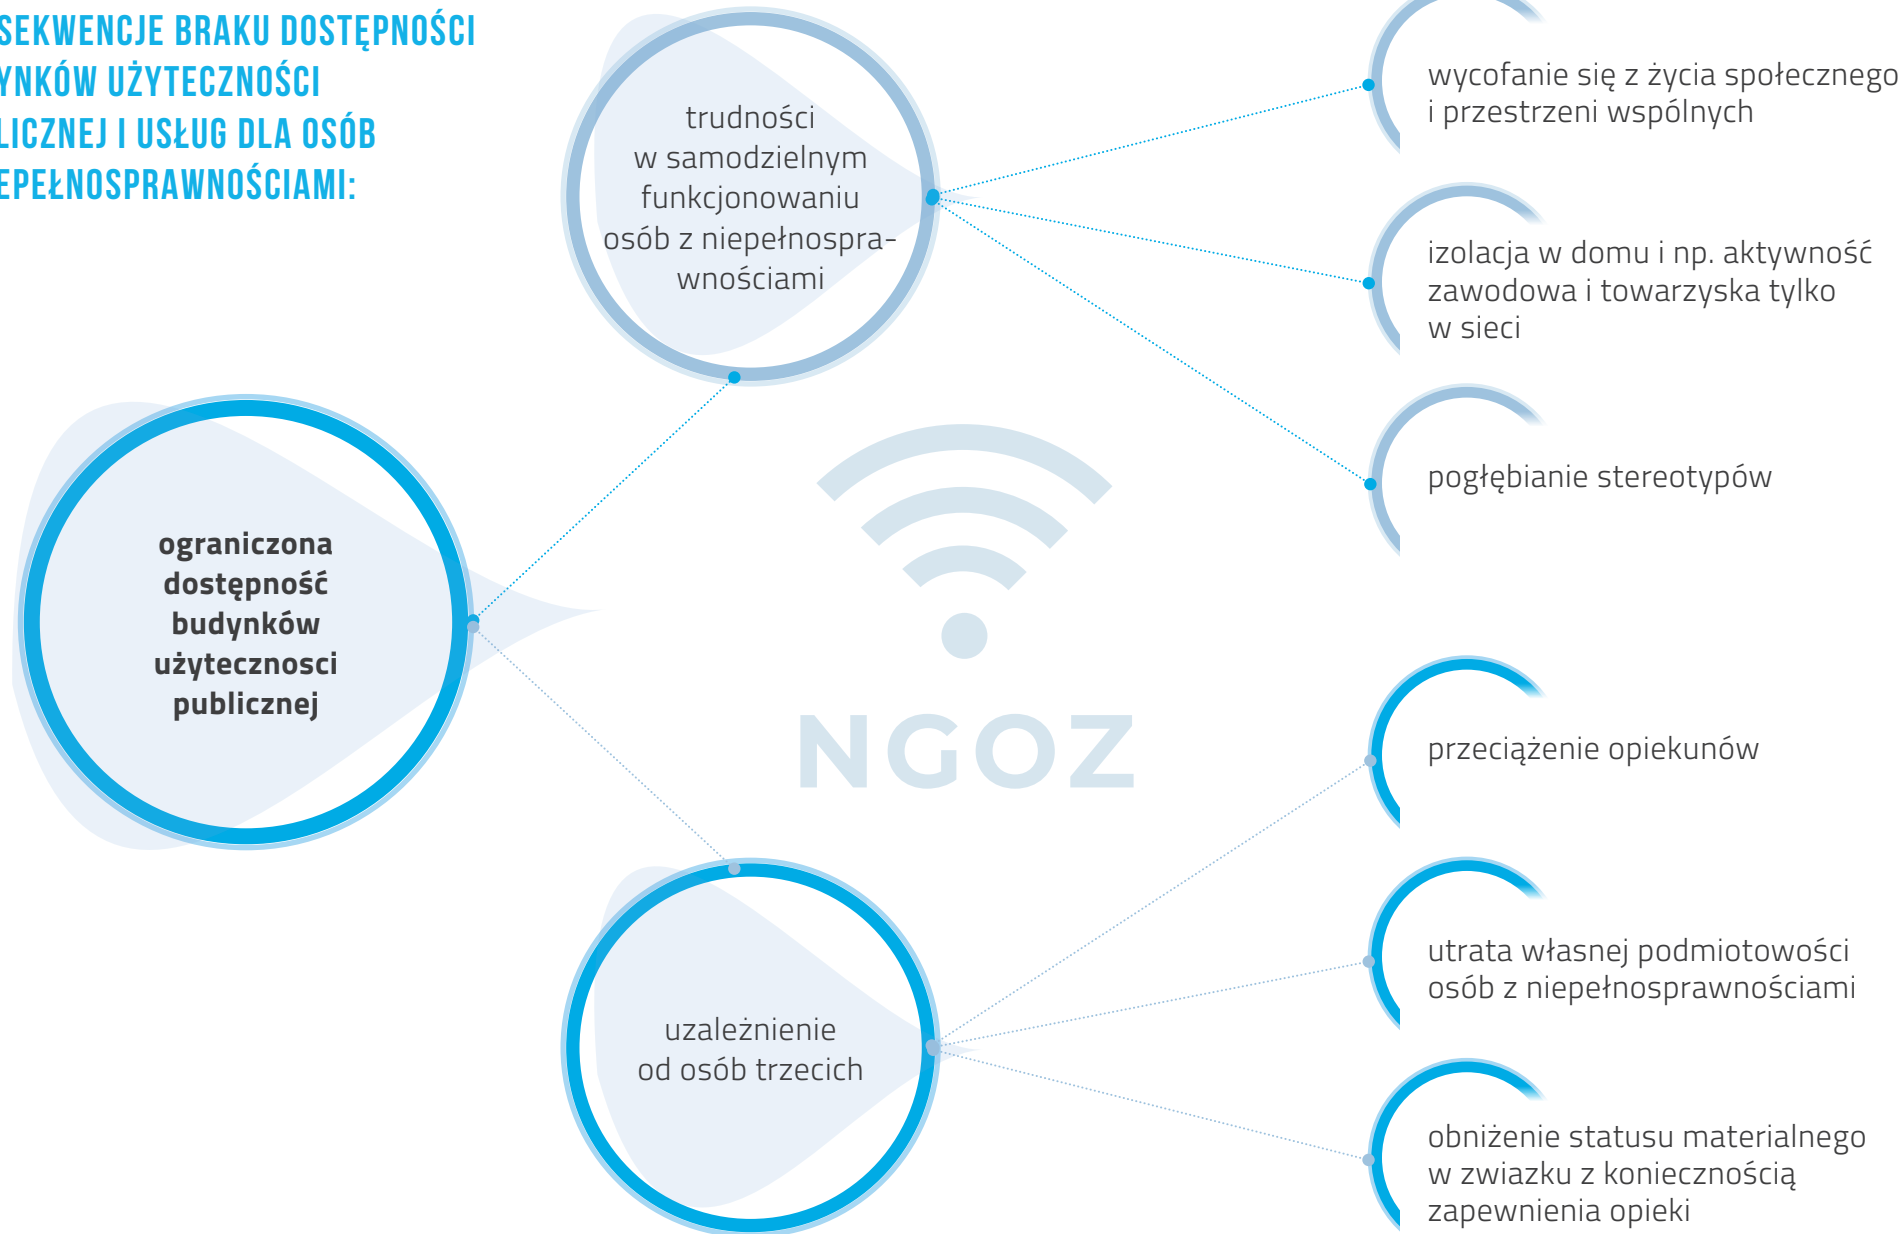 SEKWENCJE BRAKU DOSTĘPNOŚCI
YNKÓW UŻYTECZNOŚCI
LICZNEJ I USŁUG DLA OSÓB
EPEŁNOSPRAWNOŚCIAMI:
ograniczona
dostępność
budynków
użytecznosci
publicznej
trudności
w samodzielnym
funkcjonowaniu
osób z niepełnospra-
wnościami
wycofanie się z życia społecznego
i przestrzeni wspólnych
izolacja w domu i np. aktywność
zawodowa i towarzyska tylko
w sieci
pogłębianie stereotypów
NGOZ
uzależnienie
od osób trzecich
przeciążenie opiekunów
utrata własnej podmiotowości
osób z niepełnosprawnościami
obniżenie statusu materialnego
w zwiazku z koniecznością
zapewnienia opieki